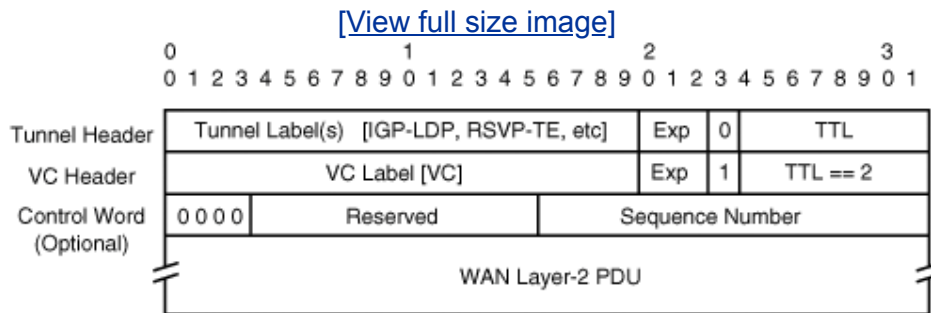 [View full size image]
0 1 2 3
0 1 2 3 4 5 6 7 8 9 0 1 2 3 4 5 6 7 8 9 0 1 2 3 4 5 6 7 8 9 0 1
Tunnel Header Tunnel Label(s) [IGP-LDP, RSVP-TE, etc] Exp 0 TTL
VC Header VC Label [VC] Exp 1 TTL == 2
Control Word 0 0 0 0 Reserved Sequence Number
(Optional)
WAN Layer-2 PDU